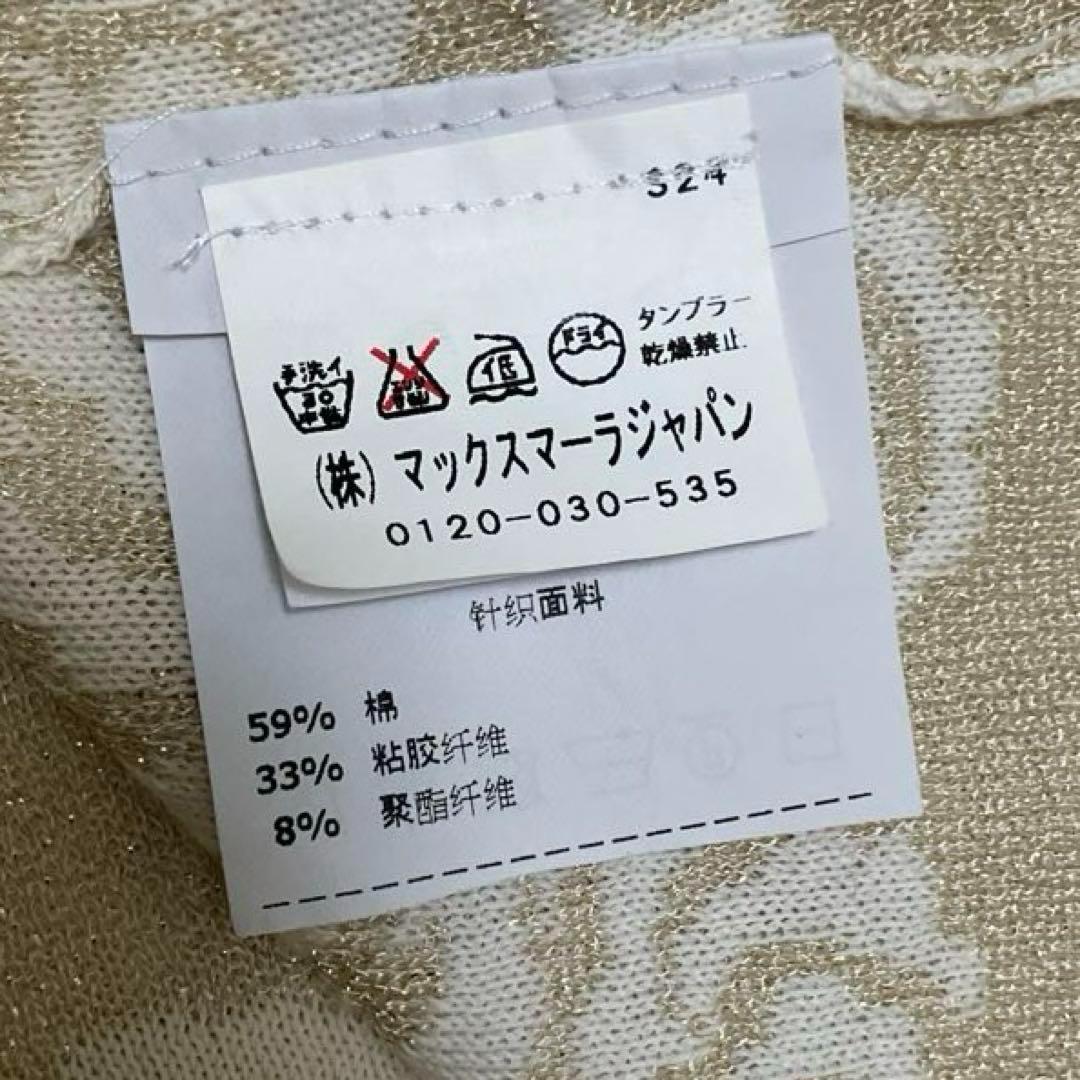 324
手洗イ
30
中性
低
ドライ
タンブラー
乾燥禁止
(株) マックスマーラジャパン
0120-030-535
针织面料
59% 棉
33% 粘胶纤维
8% 聚酯纤维